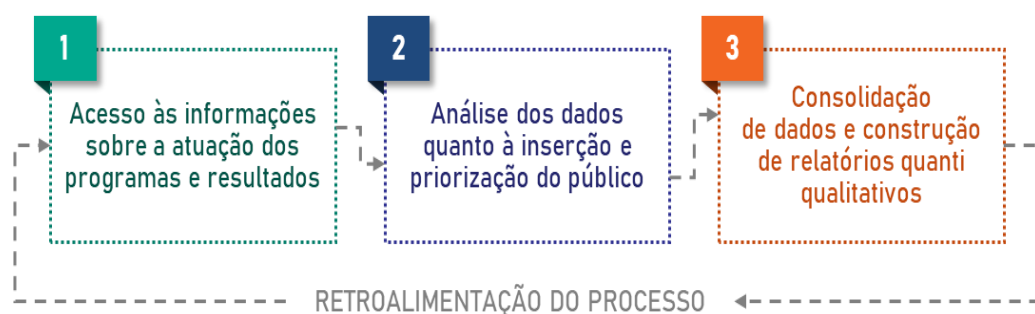 1
Acesso às informações
sobre a atuação dos
programas e resultados
2
Análise dos dados
quanto à inserção e
priorização do público
3
Consolidação
de dados e construção
de relatórios quanti
qualitativos
RETROALIMENTAÇÃO DO PROCESSO